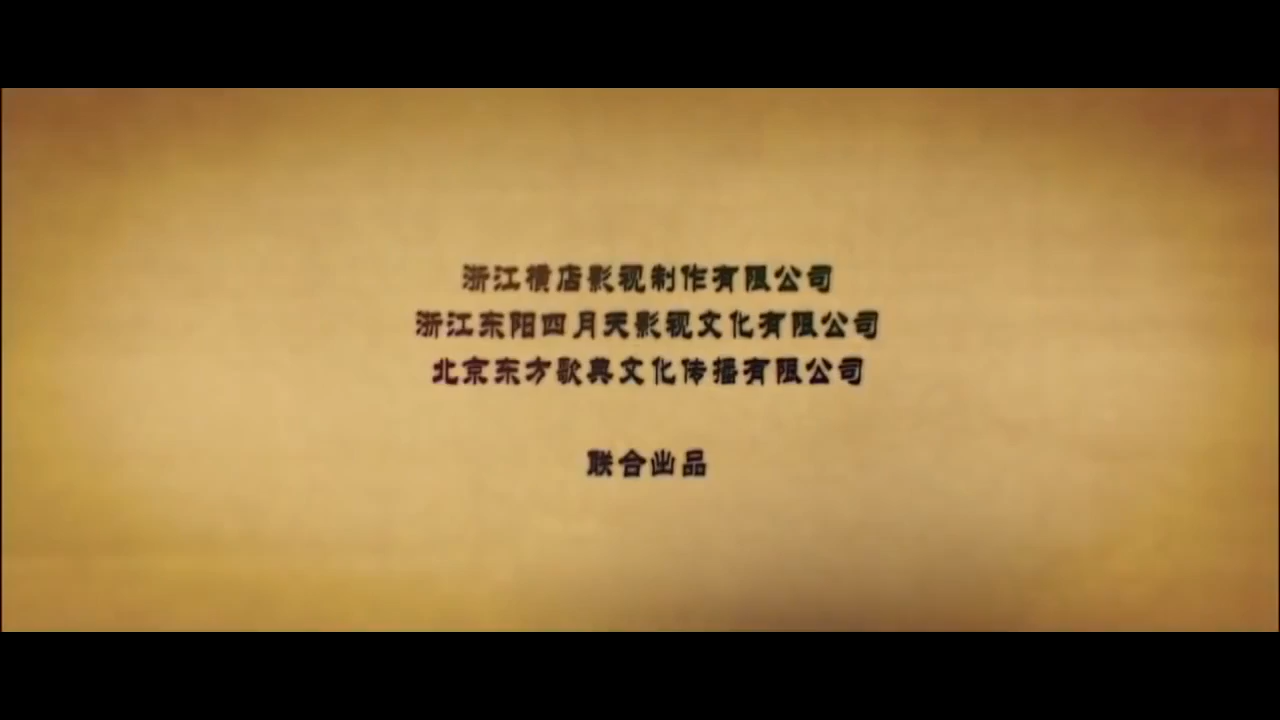 浙江横店影视制作有限公司
浙江东阳四月天影视文化有限公司
北京东方歌典文化传播有限公司
联合出品